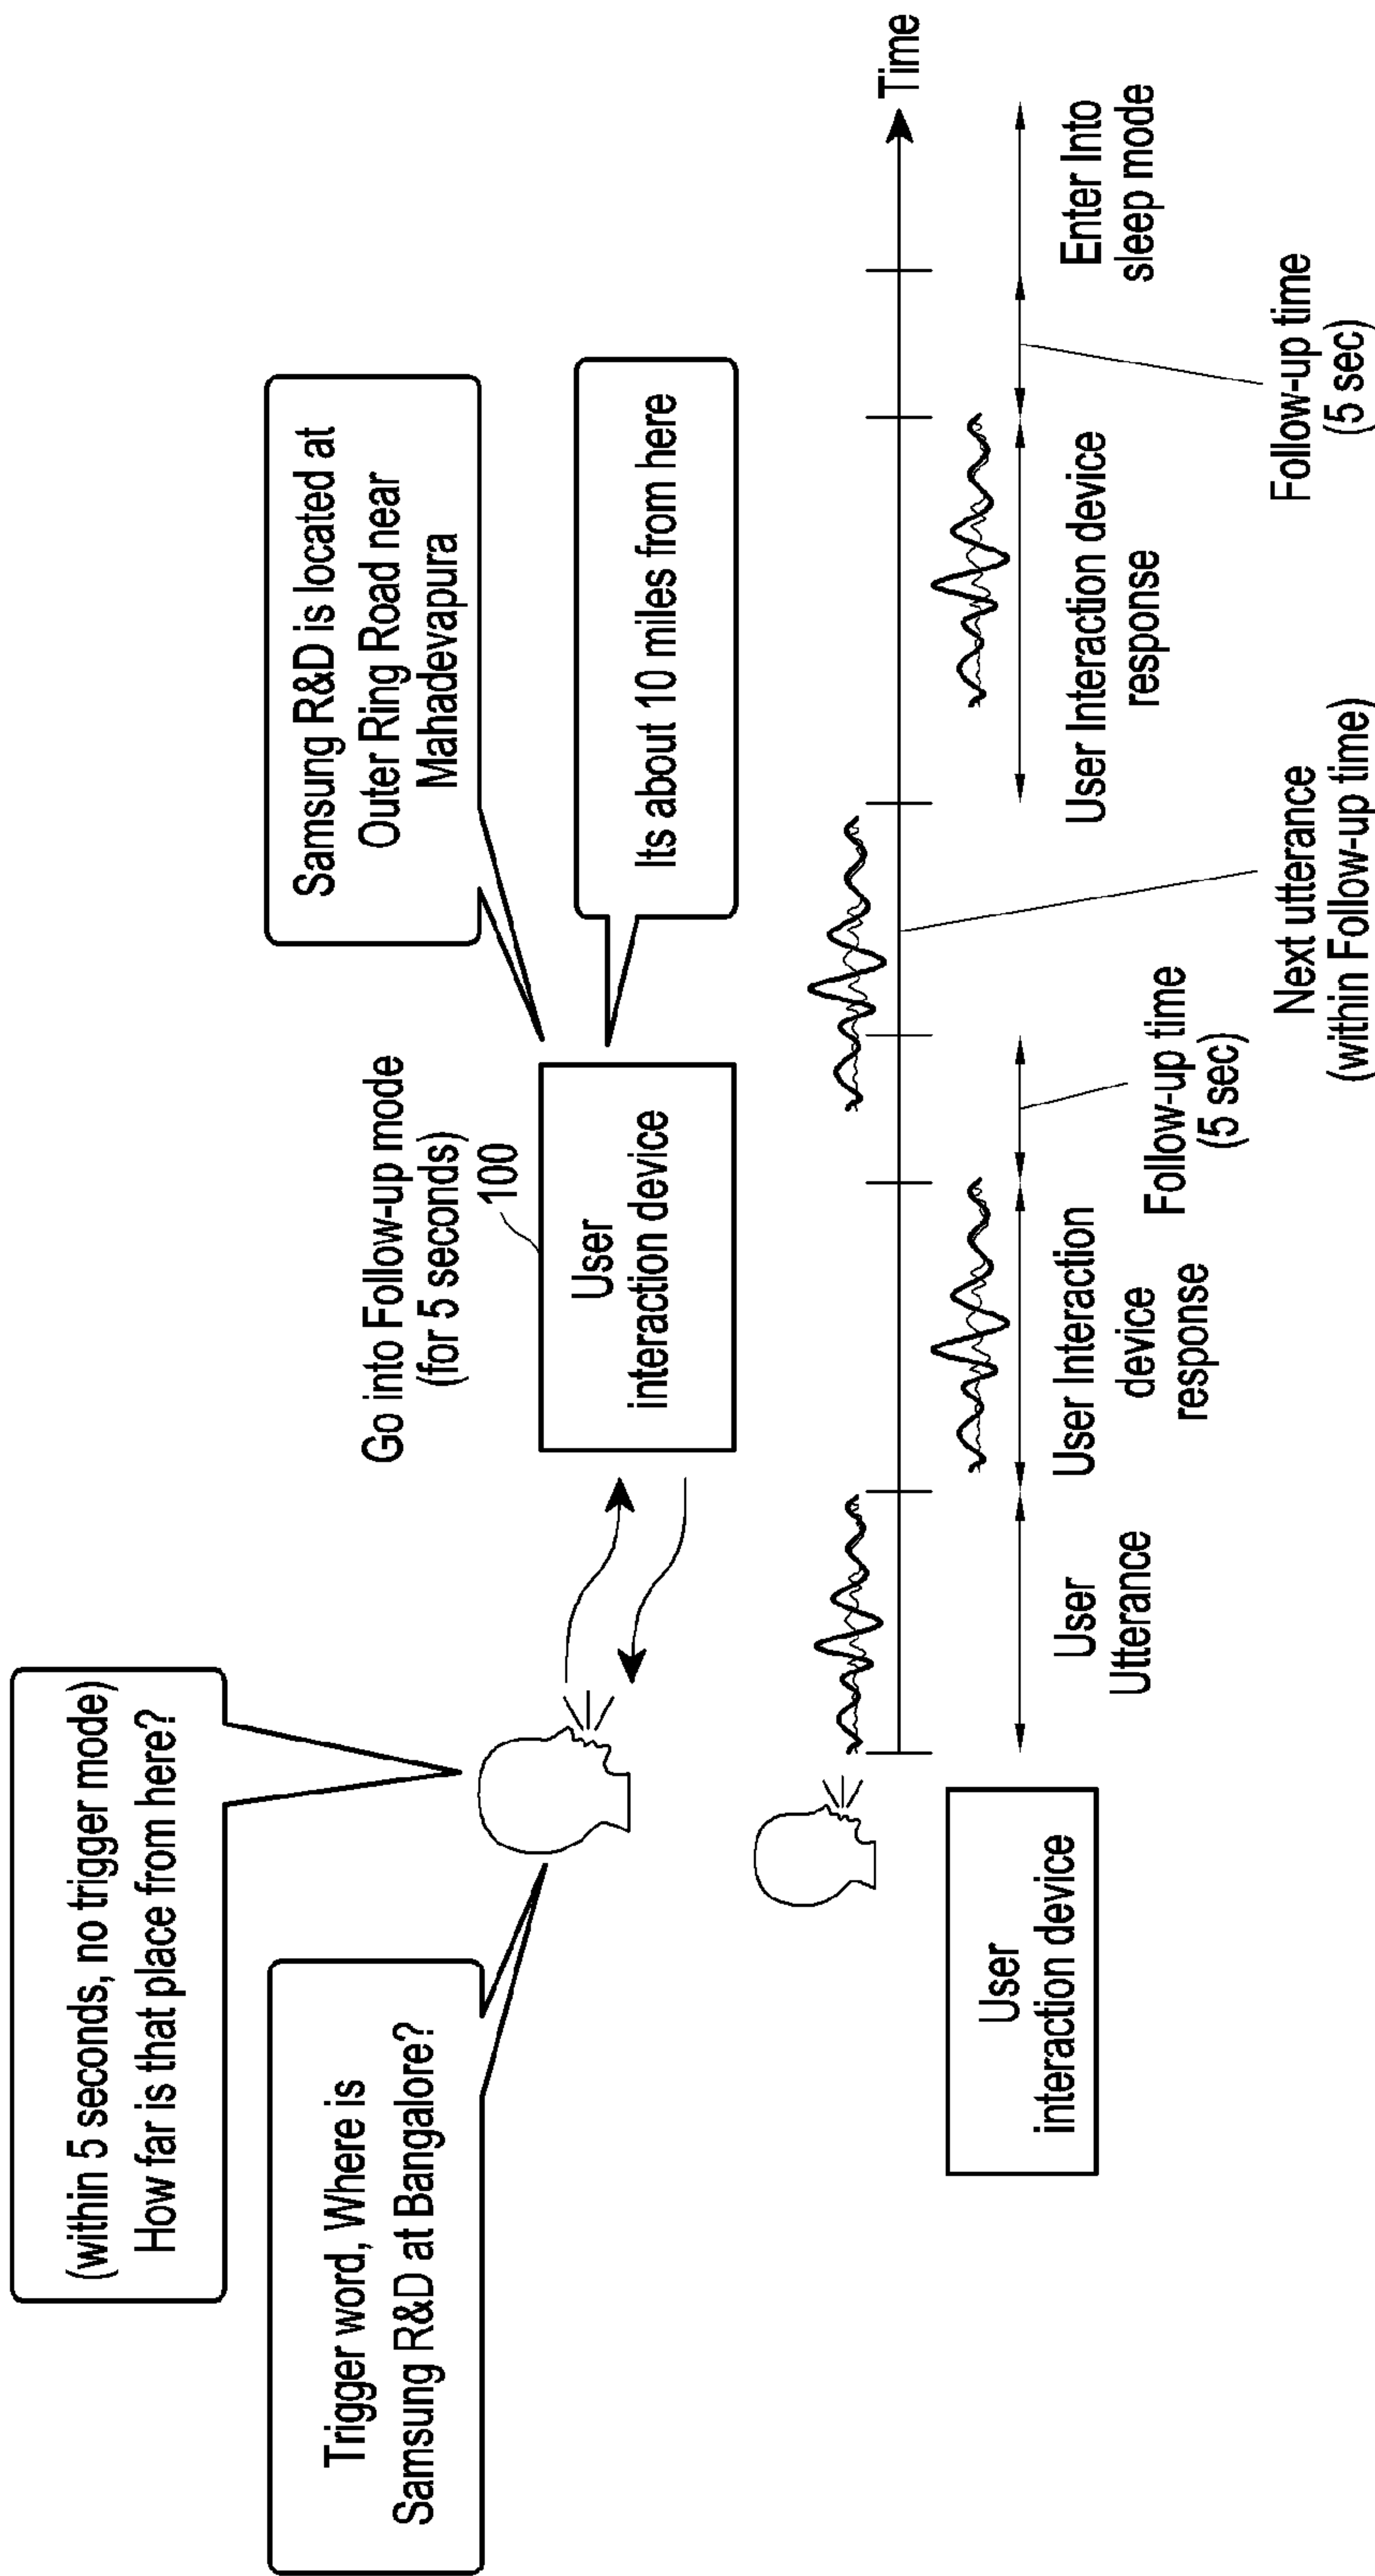 (within 5 seconds, no trigger mode)
How far is that place from here?
Trigger word, Where is
Samsung R&D at Bangalore?
Go into Follow-up mode
(for 5 seconds)
100
User
interaction device
Samsung R&D is located at
Outer Ring Road near
Mahadevapura
Its about 10 miles from here
User
interaction device
Time
User
Utterance
User Interaction
device
response
Follow-up time
(5 sec)
Next utterance
(within Follow-up time)
User Interaction device
response
Follow-up time
(5 sec)
Enter Into
sleep mode